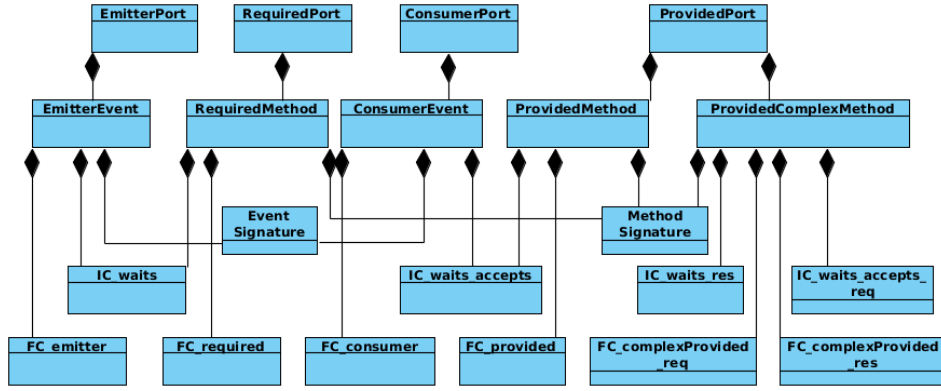 EmitterPort
RequiredPort
ConsumerPort
ProvidedPort
EmitterEvent
RequiredMethod
ConsumerEvent
ProvidedMethod
ProvidedComplexMethod
Event
Signature
Method
Signature
IC_waits
IC_waits_accepts
IC_waits_res
IC_waits_accepts_
req
FC_emitter
FC_required
FC_consumer
FC_provided
FC_complexProvided
_req
FC_complexProvided
_res